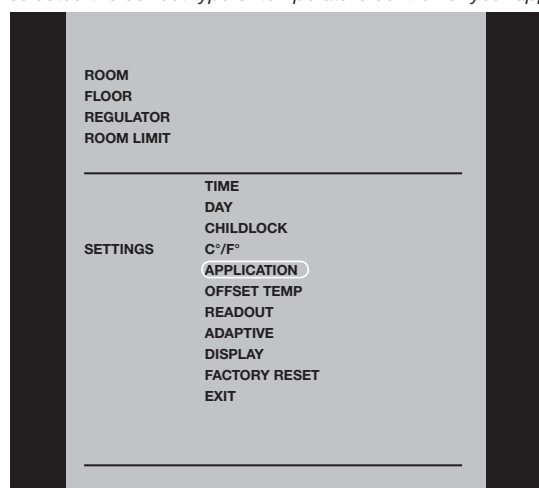 ROOM
FLOOR
REGULATOR
ROOM LIMIT
TIME
DAY
CHILDLOCK
SETTINGS C°/F°
APPLICATION
OFFSET TEMP
READOUT
ADAPTIVE
DISPLAY
FACTORY RESET
EXIT